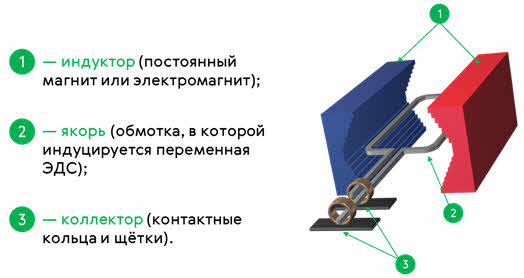 1 — индуктор (постоянный
магнит или электромагнит);
2 — якорь (обмотка, в которой
индуцируется переменная
ЭДС);
3 — коллектор (контактные
кольца и щётки).
1
2
3